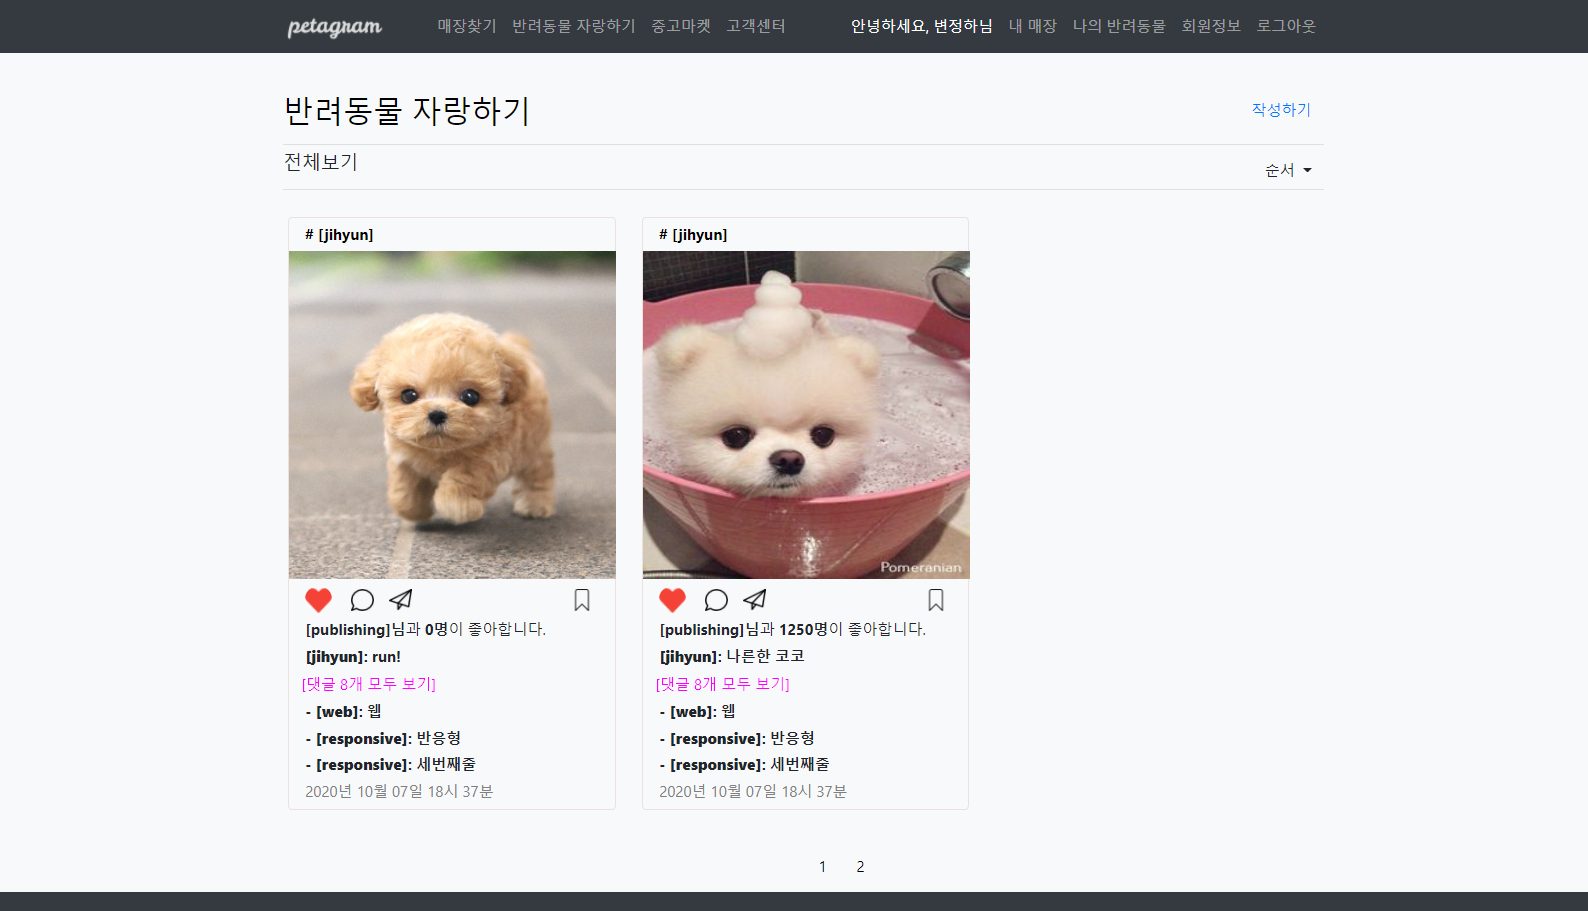 petagram 매장찾기 반려동물 자랑하기 중고마켓 고객센터 안녕하세요, 변정하님 내 매장 나의 반려동물 회원정보 로그아웃
반려동물 자랑하기 작성하기
전체보기 순서
# [jihyun]
[publishing]님과 0명이 좋아합니다.
[jihyun]: run!
[댓글 8개 모두 보기]
- [web]: 웹
- [responsive]: 반응형
- [responsive]: 세번째줄
2020년 10월 07일 18시 37분
# [jihyun]
Pomeranian
[publishing]님과 1250명이 좋아합니다.
[jihyun]: 나른한 코코
[댓글 8개 모두 보기]
- [web]: 웹
- [responsive]: 반응형
- [responsive]: 세번째줄
2020년 10월 07일 18시 37분
1 2